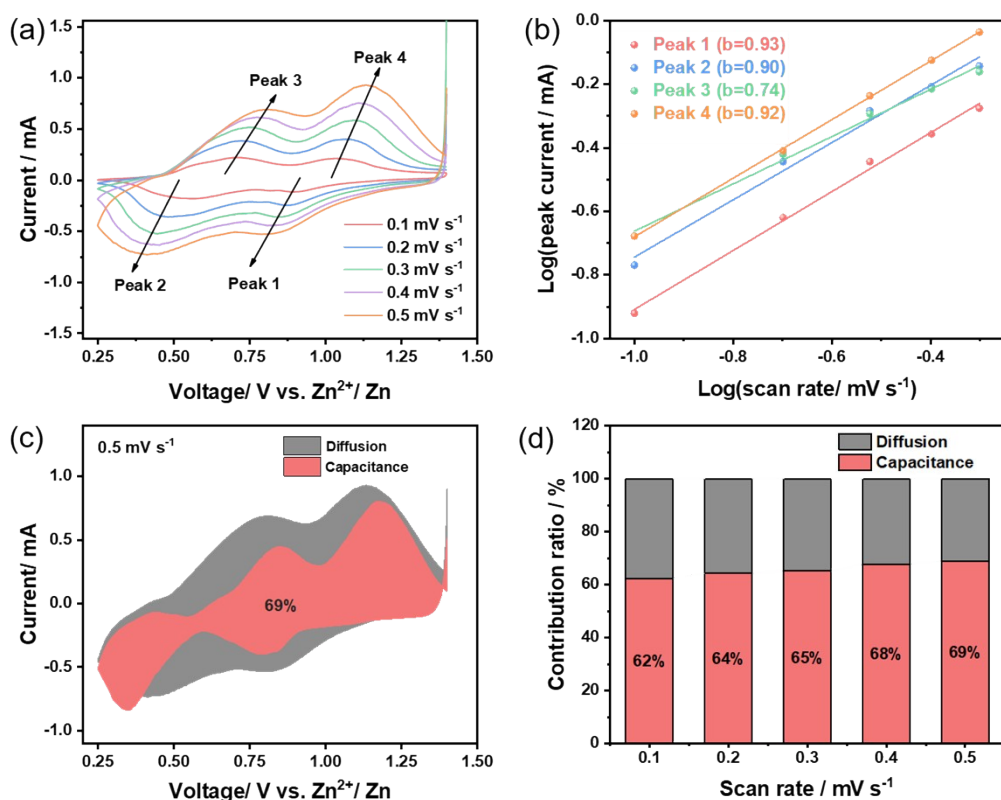 (a)
1.5
1.0
0.5
0.0
-0.5
-1.0
-1.5
Current / mA
Peak 3
Peak 4
Peak 2
Peak 1
0.1 mV s⁻¹
0.2 mV s⁻¹
0.3 mV s⁻¹
0.4 mV s⁻¹
0.5 mV s⁻¹
0.25 0.50 0.75 1.00 1.25 1.50
Voltage/ V vs. Zn²⁺/ Zn
(b)
0.0
-0.2
-0.4
-0.6
-0.8
-1.0
Log(peak current / mA)
Peak 1 (b=0.93)
Peak 2 (b=0.90)
Peak 3 (b=0.74)
Peak 4 (b=0.92)
-1.0 -0.8 -0.6 -0.4
Log(scan rate/ mV s⁻¹)
(c)
0.5 mV s⁻¹
Diffusion
Capacitance
1.0
0.5
0.0
-0.5
-1.0
Current/ mA
69%
0.25 0.50 0.75 1.00 1.25 1.50
Voltage/ V vs. Zn²⁺/ Zn
(d)
120
100
80
60
40
20
0
Contribution ratio / %
Diffusion
Capacitance
62% 64% 65% 68% 69%
0.1 0.2 0.3 0.4 0.5
Scan rate / mV s⁻¹